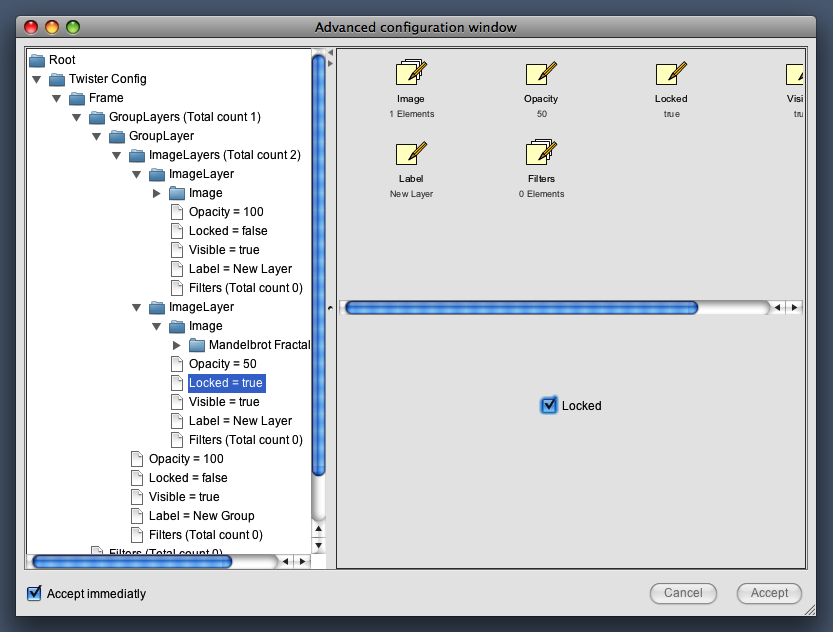 Advanced configuration window
Root
Twister Config
Frame
GroupLayers (Total count 1)
GroupLayer
ImageLayers (Total count 2)
ImageLayer
Image
Opacity = 100
Locked = false
Visible = true
Label = New Layer
Filters (Total count 0)
ImageLayer
Image
Mandelbrot Fractal
Opacity = 50
Locked = true
Visible = true
Label = New Layer
Filters (Total count 0)
Opacity = 100
Locked = false
Visible = true
Label = New Group
Filters (Total count 0)
Filters (Total count 0)
Image
1 Elements
Opacity
50
Locked
true
Visi
tru
Label
New Layer
Filters
0 Elements
Locked
Accept immediatly
Cancel
Accept